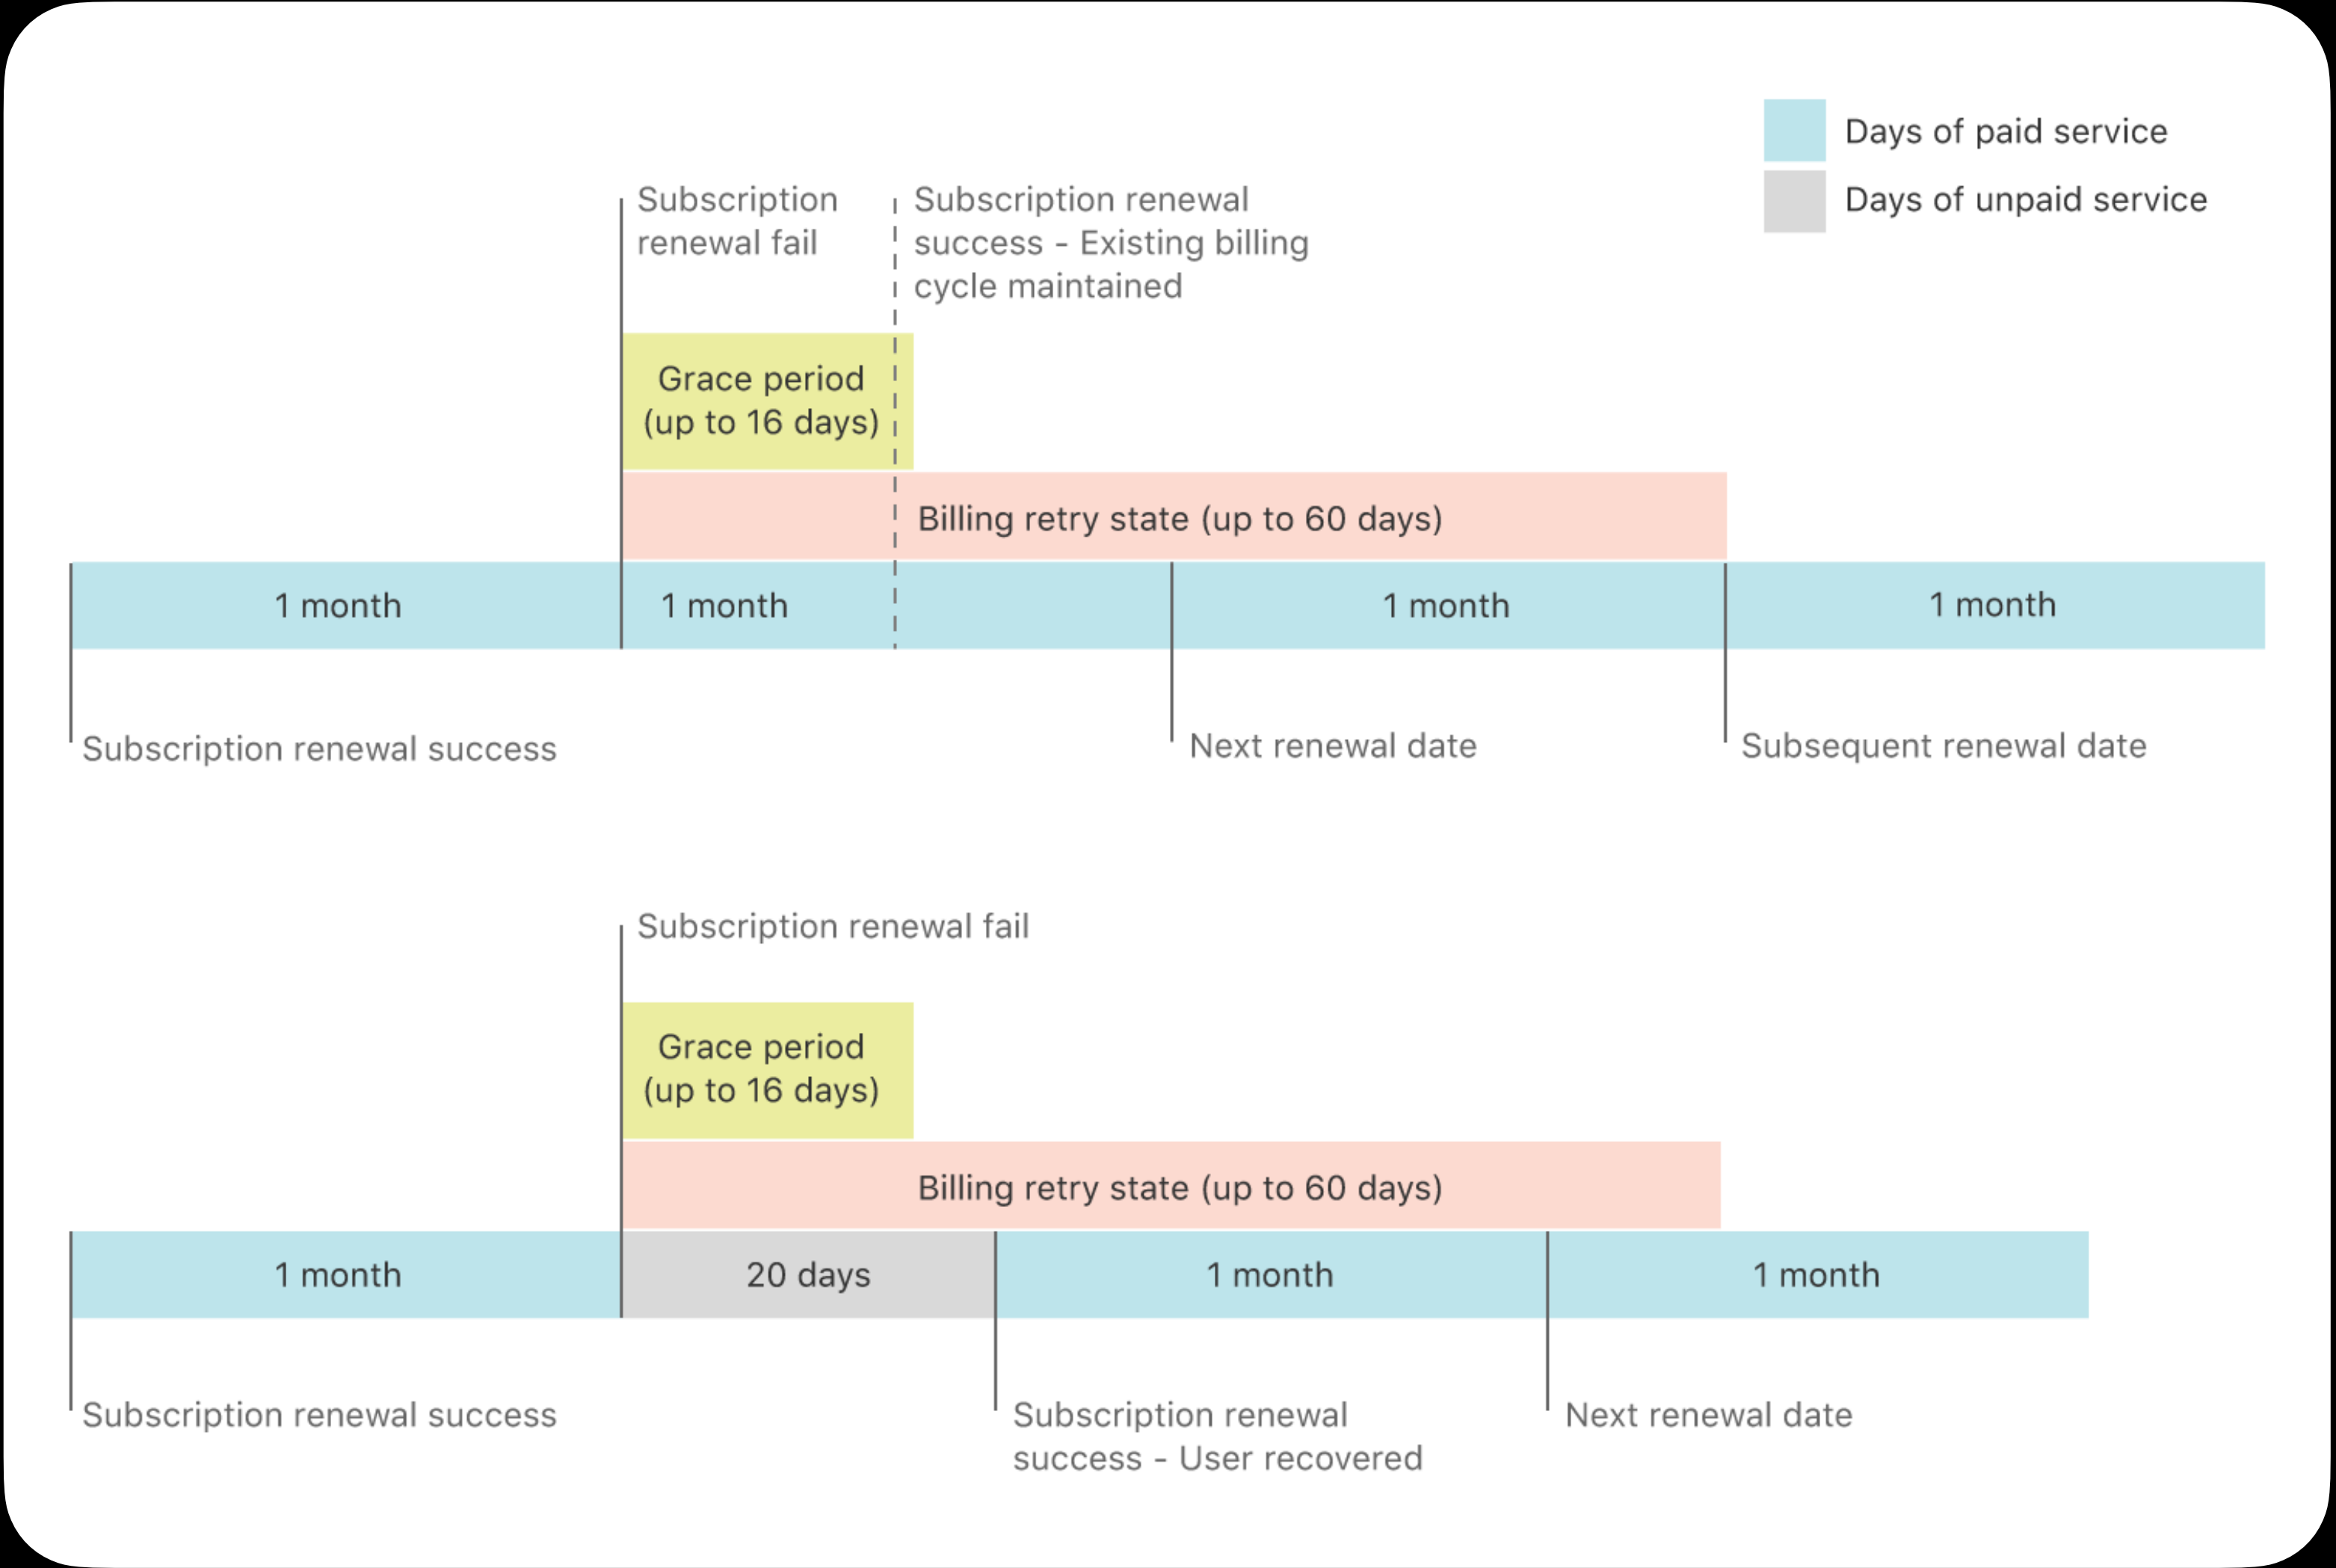 Days of paid service
Days of unpaid service
Subscription
renewal fail
Subscription renewal
success - Existing billing
cycle maintained
Grace period
(up to 16 days)
Billing retry state (up to 60 days)
1 month
1 month
1 month
1 month
Subscription renewal success
Next renewal date
Subsequent renewal date
Subscription renewal fail
Grace period
(up to 16 days)
Billing retry state (up to 60 days)
1 month
20 days
1 month
1 month
Subscription renewal success
Subscription renewal
success - User recovered
Next renewal date